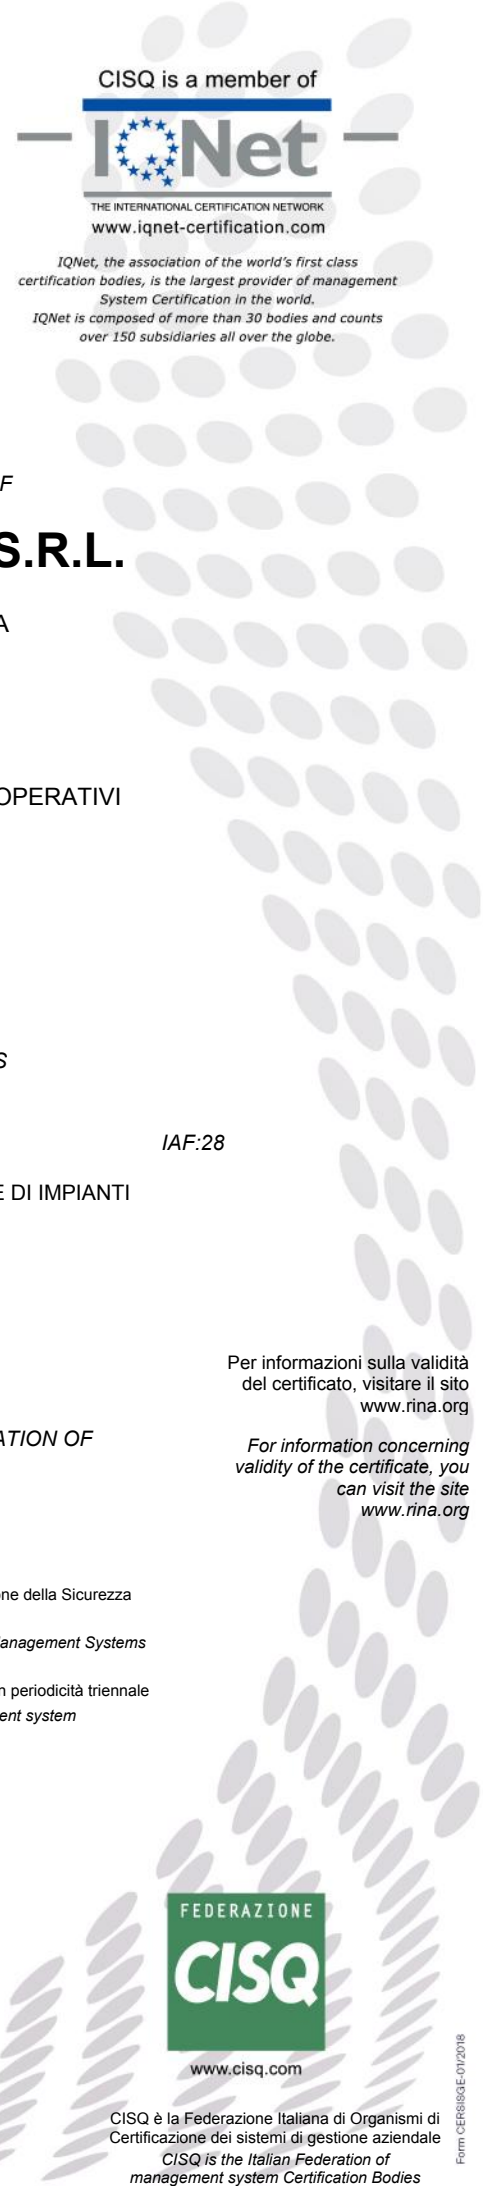 CISQ is a member of
IQNet
THE INTERNATIONAL CERTIFICATION NETWORK
www.iqnet-certification.com
IQNet, the association of the world's first class
certification bodies, is the largest provider of management
System Certification in the world.
IQNet is composed of more than 30 bodies and counts
over 150 subsidiaries all over the globe.
F
S.R.L.
A
OPERATIVI
S
IAF:28
E DI IMPIANTI
Per informazioni sulla validità
del certificato, visitare il sito
www.rina.org
ATION OF
For information concerning
validity of the certificate, you
can visit the site
www.rina.org
one della Sicurezza
Management Systems
n periodicità triennale
ent system
FEDERAZIONE
CISQ
www.cisq.com
Form CERSISGE-01/2018
CISQ è la Federazione Italiana di Organismi di
Certificazione dei sistemi di gestione aziendale
CISQ is the Italian Federation of
management system Certification Bodies